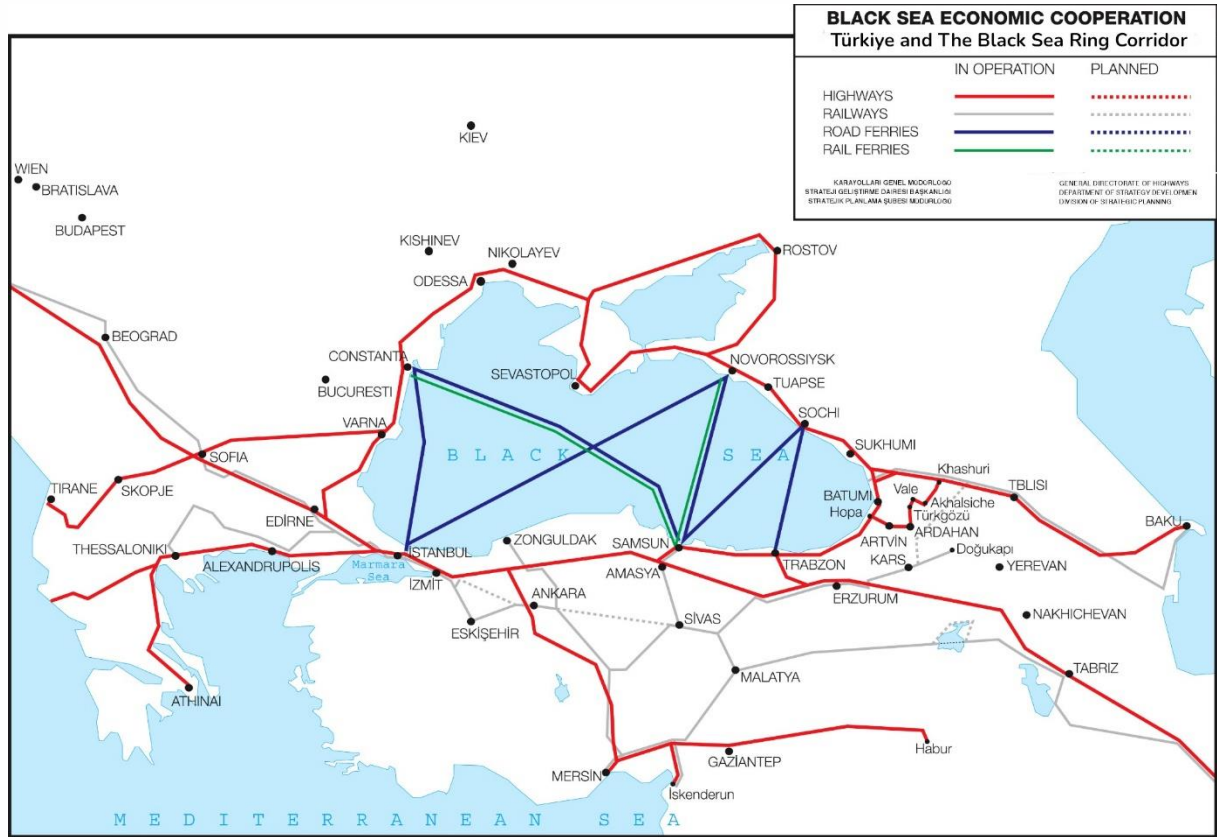 BLACK SEA ECONOMIC COOPERATION
Türkiye and The Black Sea Ring Corridor
IN OPERATION PLANNED
HIGHWAYS
RAILWAYS
ROAD FERRIES
RAIL FERRIES
KARAYOLLARI GENEL MÜDÜRLÜĞÜ
STRATEJİ GELİŞTİRME DAİRESİ BAŞKANLIĞI
STRATEJİK PLANLAMA ŞUBESİ MÜDÜRLÜĞÜ
GENERAL DIRECTORATE OF HIGHWAYS
DEPARTMENT OF STRATEGY DEVELOPMEN
DIVISION OF STRATEGIC PLANNING
KIEV
WIEN
BRATISLAVA
BUDAPEST
KISHINEV
NIKOLAYEV
ROSTOV
ODESSA
BEOGRAD
CONSTANTA
BUCURESTI
SEVASTOPOL
NOVOROSSIYSK
TUAPSE
VARNA
SOCHI
SOFIA
BLACK SEA
SUKHUMI
SKOPJE
TIRANE
Khashuri
TBLISI
Vale
Akhalsiche
BATUMI
Hopa
Türkgözü
ARDAHAN
BAKU
EDİRNE
ARTVİN
THESSALONIKI
ALEXANDRUPOLİS
İSTANBUL
ZONGULDAK
SAMSUN
TRABZON
KARS
Doğukapı
YEREVAN
Marmara
Sea
İZMİT
AMASYA
ERZURUM
ANKARA
ESKİŞEHİR
SİVAS
NAKHICHEVAN
MALATYA
TABRIZ
ATHINAI
MERSİN
GAZİANTEP
Habur
İskenderun
MEDITERRANEAN SEA